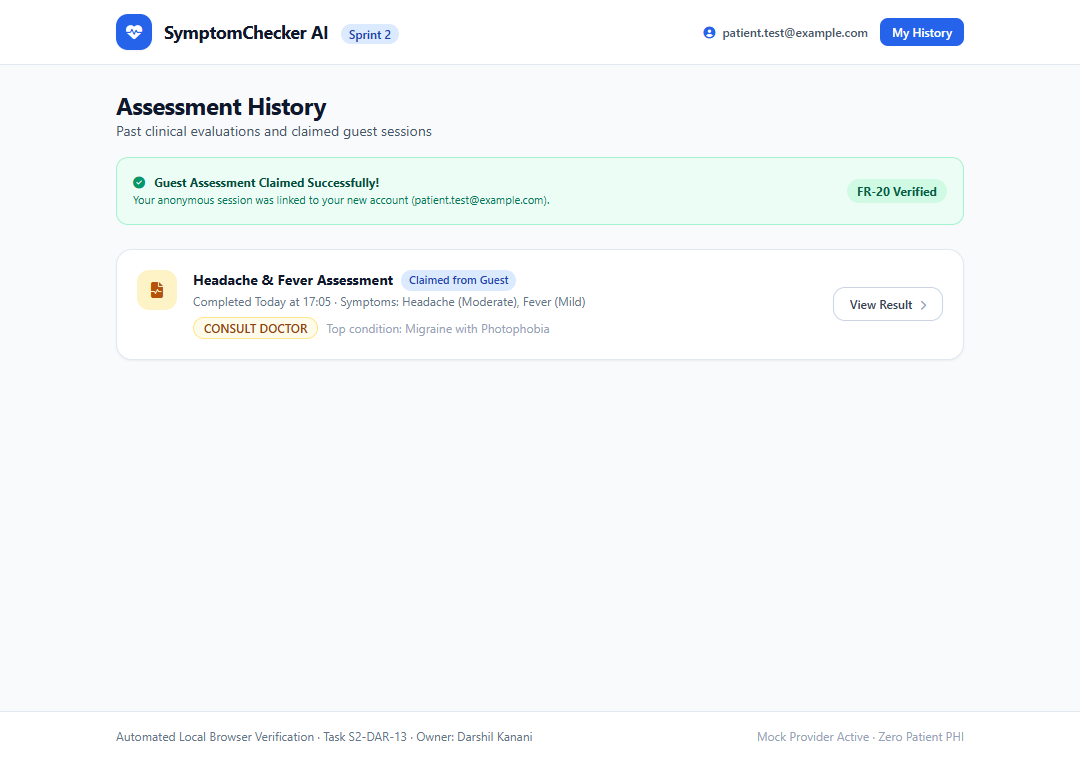 SymptomChecker AI Sprint 2 patient.test@example.com My History
Assessment History
Past clinical evaluations and claimed guest sessions
Guest Assessment Claimed Successfully!
Your anonymous session was linked to your new account (patient.test@example.com).
FR-20 Verified
Headache & Fever Assessment Claimed from Guest
Completed Today at 17:05 · Symptoms: Headache (Moderate), Fever (Mild)
CONSULT DOCTOR Top condition: Migraine with Photophobia
View Result
Automated Local Browser Verification · Task S2-DAR-13 · Owner: Darshil Kanani
Mock Provider Active · Zero Patient PHI